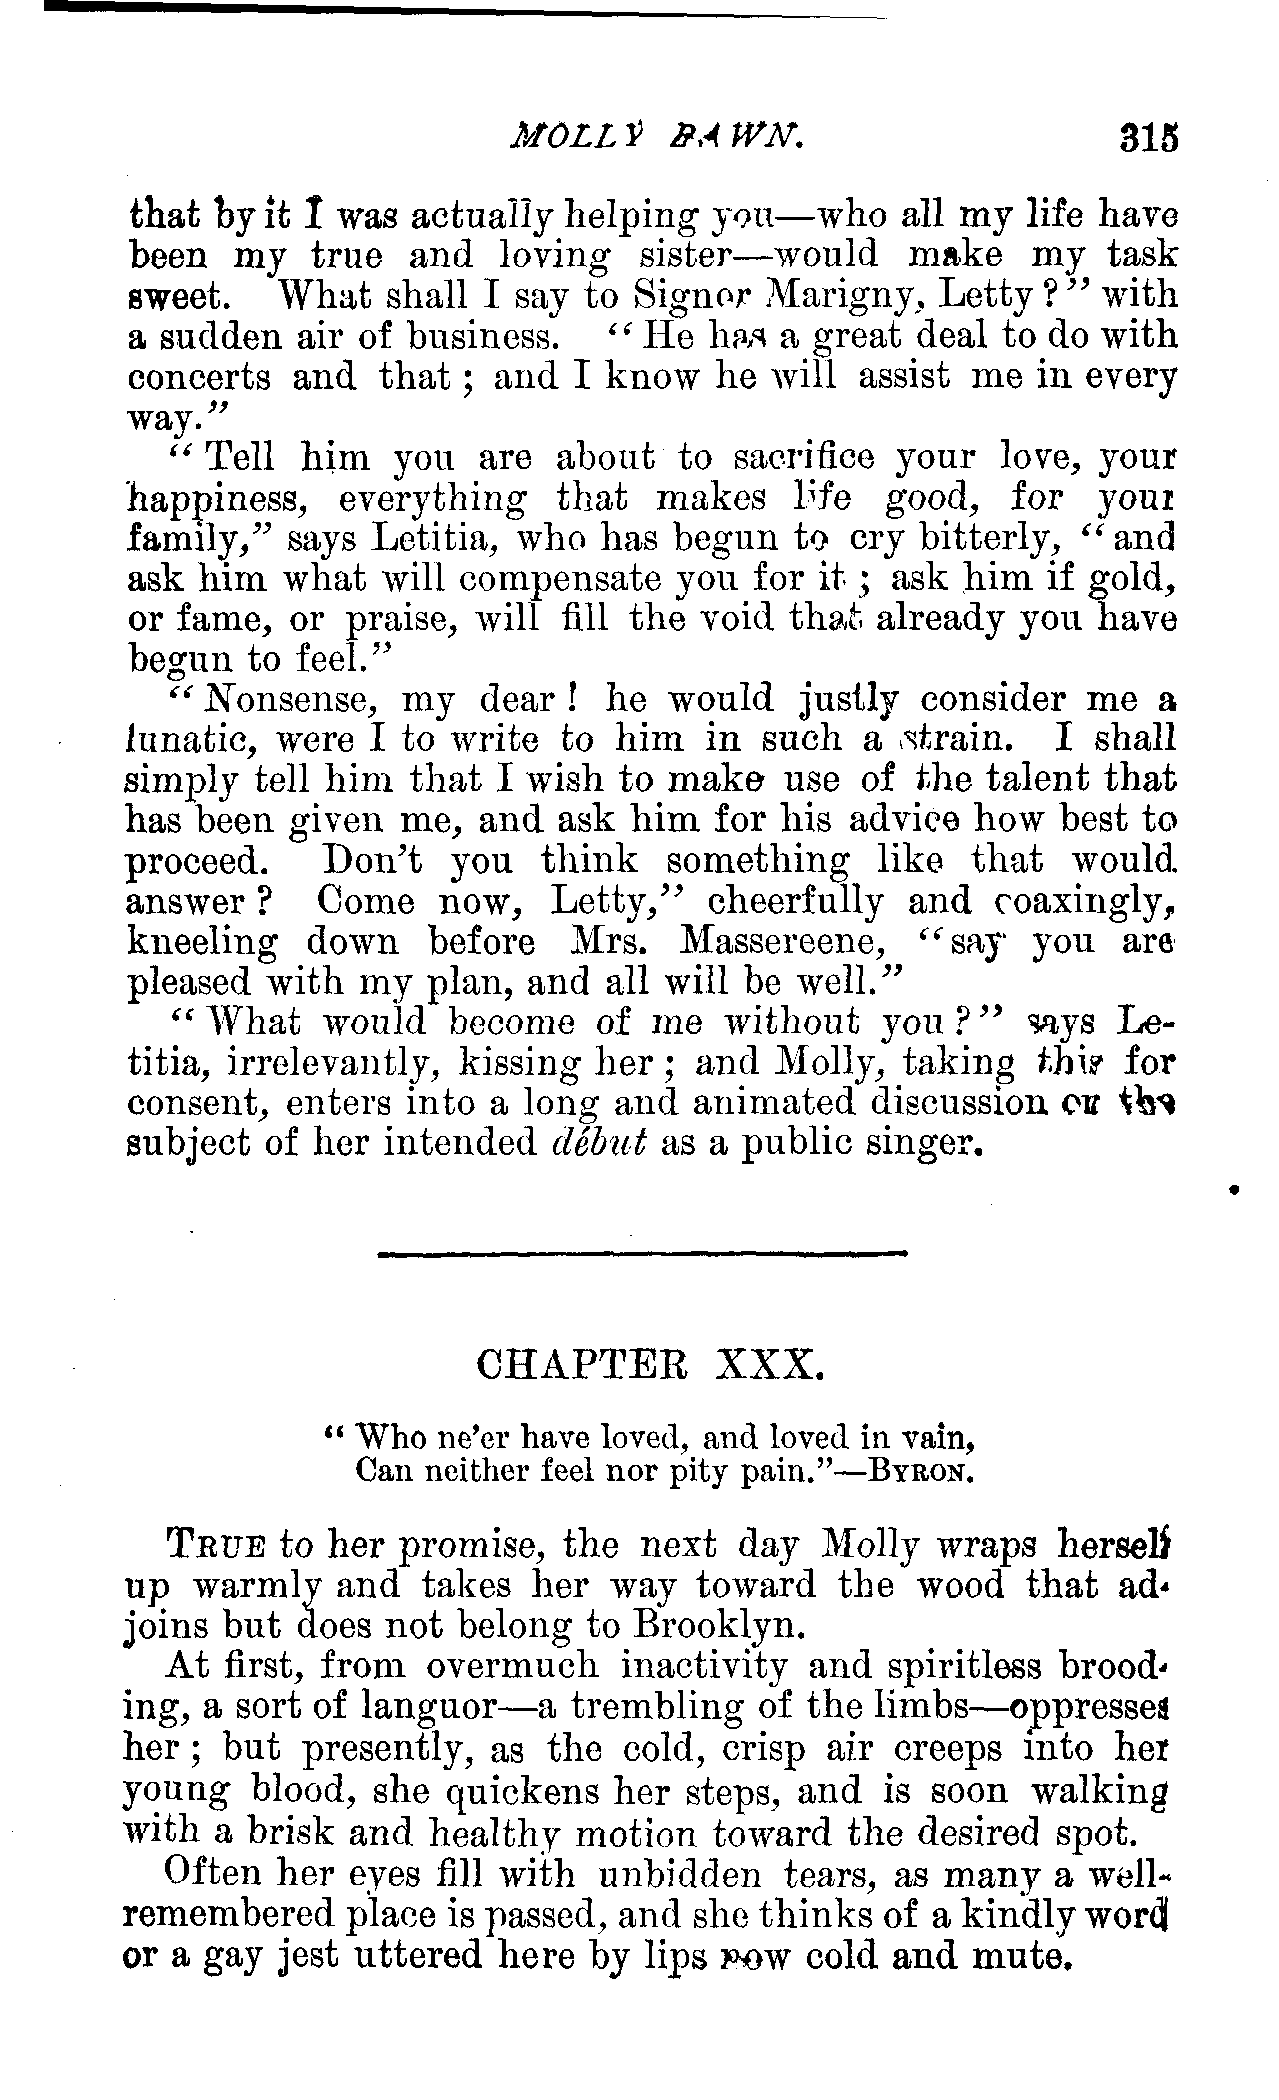 MOLLY BAWN. 315
that by it I was actually helping you—who all my life have
been my true and loving sister—would make my task
sweet. What shall I say to Signor Marigny, Letty?" with
a sudden air of business. "He has a great deal to do with
concerts and that; and I know he will assist me in every
way."
"Tell him you are about to sacrifice your love, your
happiness, everything that makes life good, for your
family," says Letitia, who has begun to cry bitterly, "and
ask him what will compensate you for it; ask him if gold,
or fame, or praise, will fill the void that already you have
begun to feel."
"Nonsense, my dear! he would justly consider me a
lunatic, were I to write to him in such a strain. I shall
simply tell him that I wish to make use of the talent that
has been given me, and ask him for his advice how best to
proceed. Don't you think something like that would
answer? Come now, Letty," cheerfully and coaxingly,
kneeling down before Mrs. Massereene, "say you are
pleased with my plan, and all will be well."
"What would become of me without you?" says Le-
titia, irrelevantly, kissing her; and Molly, taking this for
consent, enters into a long and animated discussion on the
subject of her intended début as a public singer.
CHAPTER XXX.
"Who ne'er have loved, and loved in vain,
Can neither feel nor pity pain."—BYRON.
TRUE to her promise, the next day Molly wraps herself
up warmly and takes her way toward the wood that ad-
joins but does not belong to Brooklyn.
At first, from overmuch inactivity and spiritless brood-
ing, a sort of languor—a trembling of the limbs—oppresses
her; but presently, as the cold, crisp air creeps into her
young blood, she quickens her steps, and is soon walking
with a brisk and healthy motion toward the desired spot.
Often her eyes fill with unbidden tears, as many a well-
remembered place is passed, and she thinks of a kindly word
or a gay jest uttered here by lips now cold and mute.